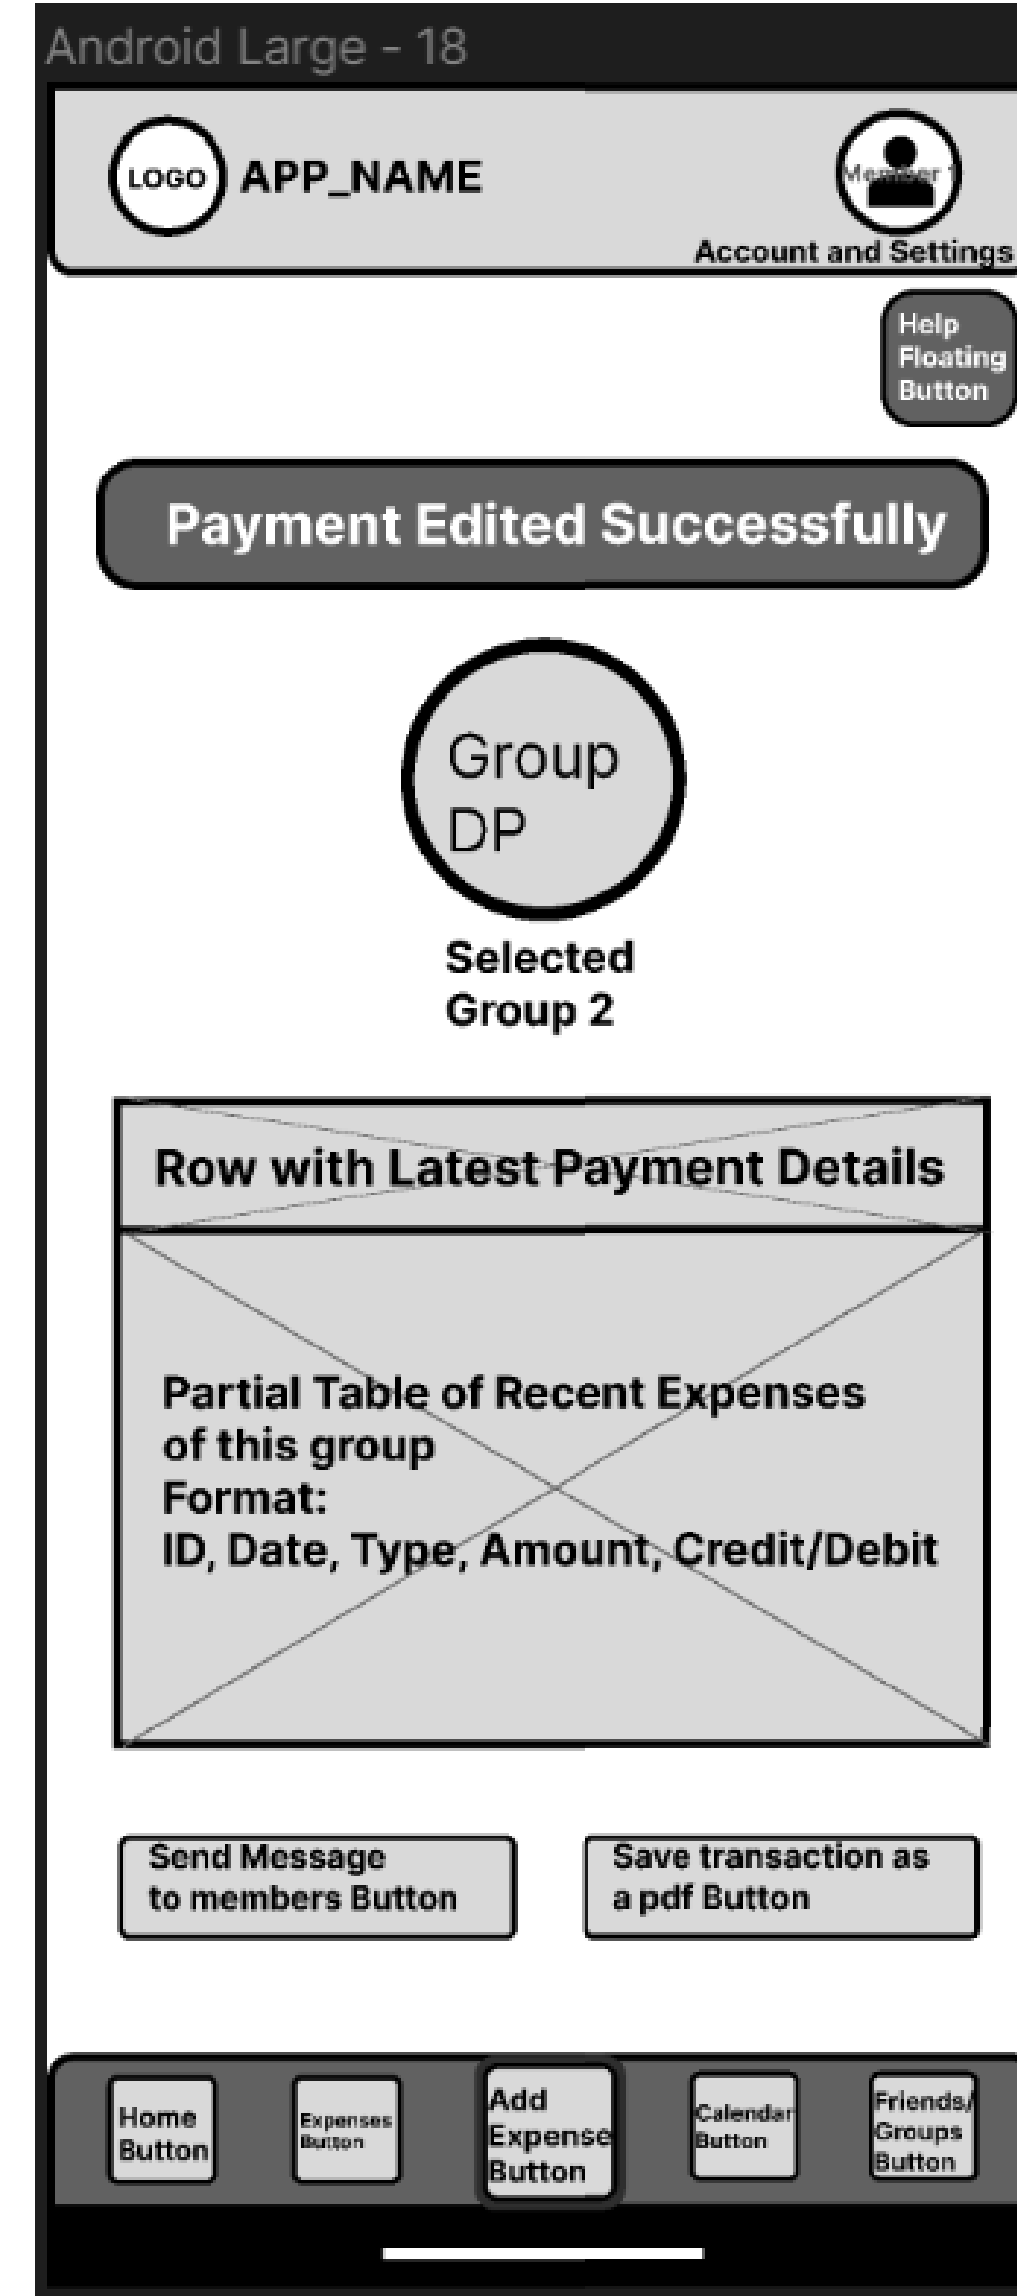 Android Large - 18
LOGO
APP_NAME
Member 1
Account and Settings
Help
Floating
Button
Payment Edited Successfully
Group
DP
Selected
Group 2
Row with Latest Payment Details
Partial Table of Recent Expenses
of this group
Format:
ID, Date, Type, Amount, Credit/Debit
Send Message
to members Button
Save transaction as
a pdf Button
Home
Button
Expenses
Button
Add
Expense
Button
Calendar
Button
Friends/
Groups
Button